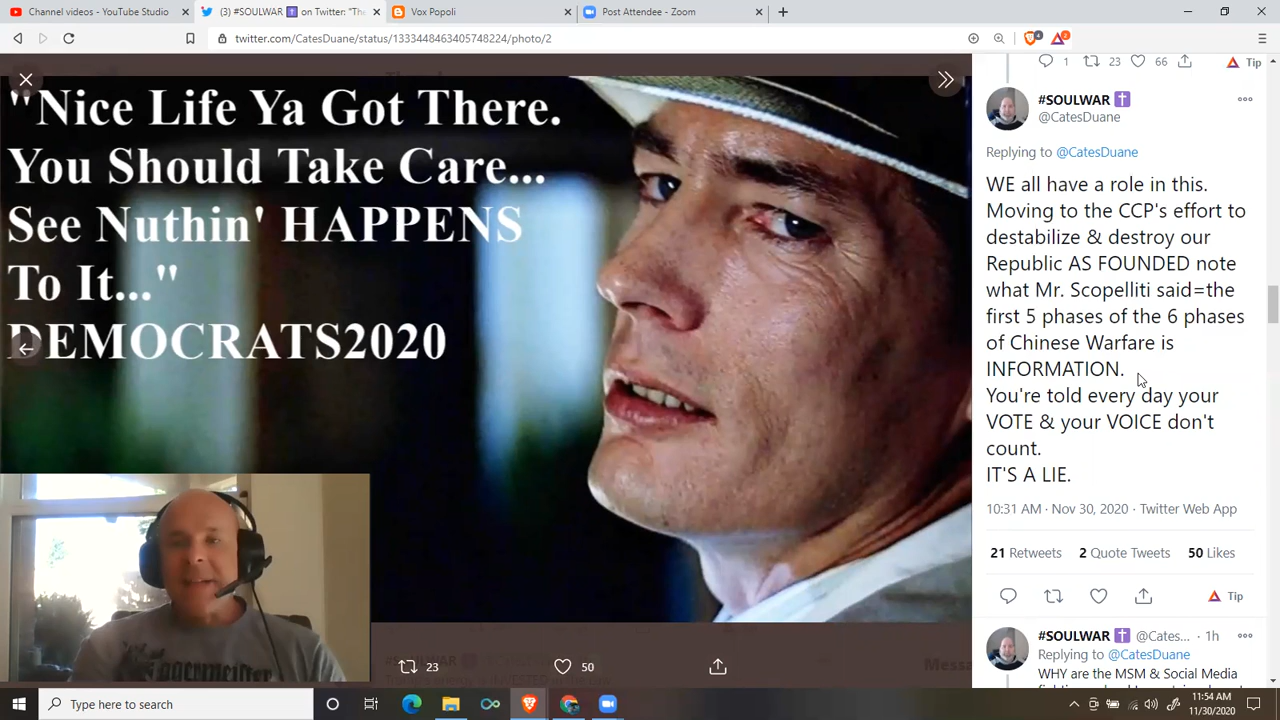 Channel videos - YouTube Studio
(3) #SOULWAR ✝ on Twitter: "The
Vox Popoli
Post Attendee - Zoom
twitter.com/CatesDuane/status/1333448463405748224/photo/2
4
2
"Nice Life Ya Got There.
You Should Take Care...
See Nuthin' HAPPENS
To It..."
DEMOCRATS2020
23
50
1
23
66
Tip
#SOULWAR ✝
@CatesDuane
Replying to @CatesDuane
WE all have a role in this.
Moving to the CCP's effort to
destabilize & destroy our
Republic AS FOUNDED note
what Mr. Scopelliti said=the
first 5 phases of the 6 phases
of Chinese Warfare is
INFORMATION.
You're told every day your
VOTE & your VOICE don't
count.
IT'S A LIE.
10:31 AM · Nov 30, 2020 · Twitter Web App
21 Retweets 2 Quote Tweets 50 Likes
Tip
#SOULWAR ✝ @Cates... · 1h
Replying to @CatesDuane
WHY are the MSM & Social Media
Type here to search
11:54 AM
11/30/2020